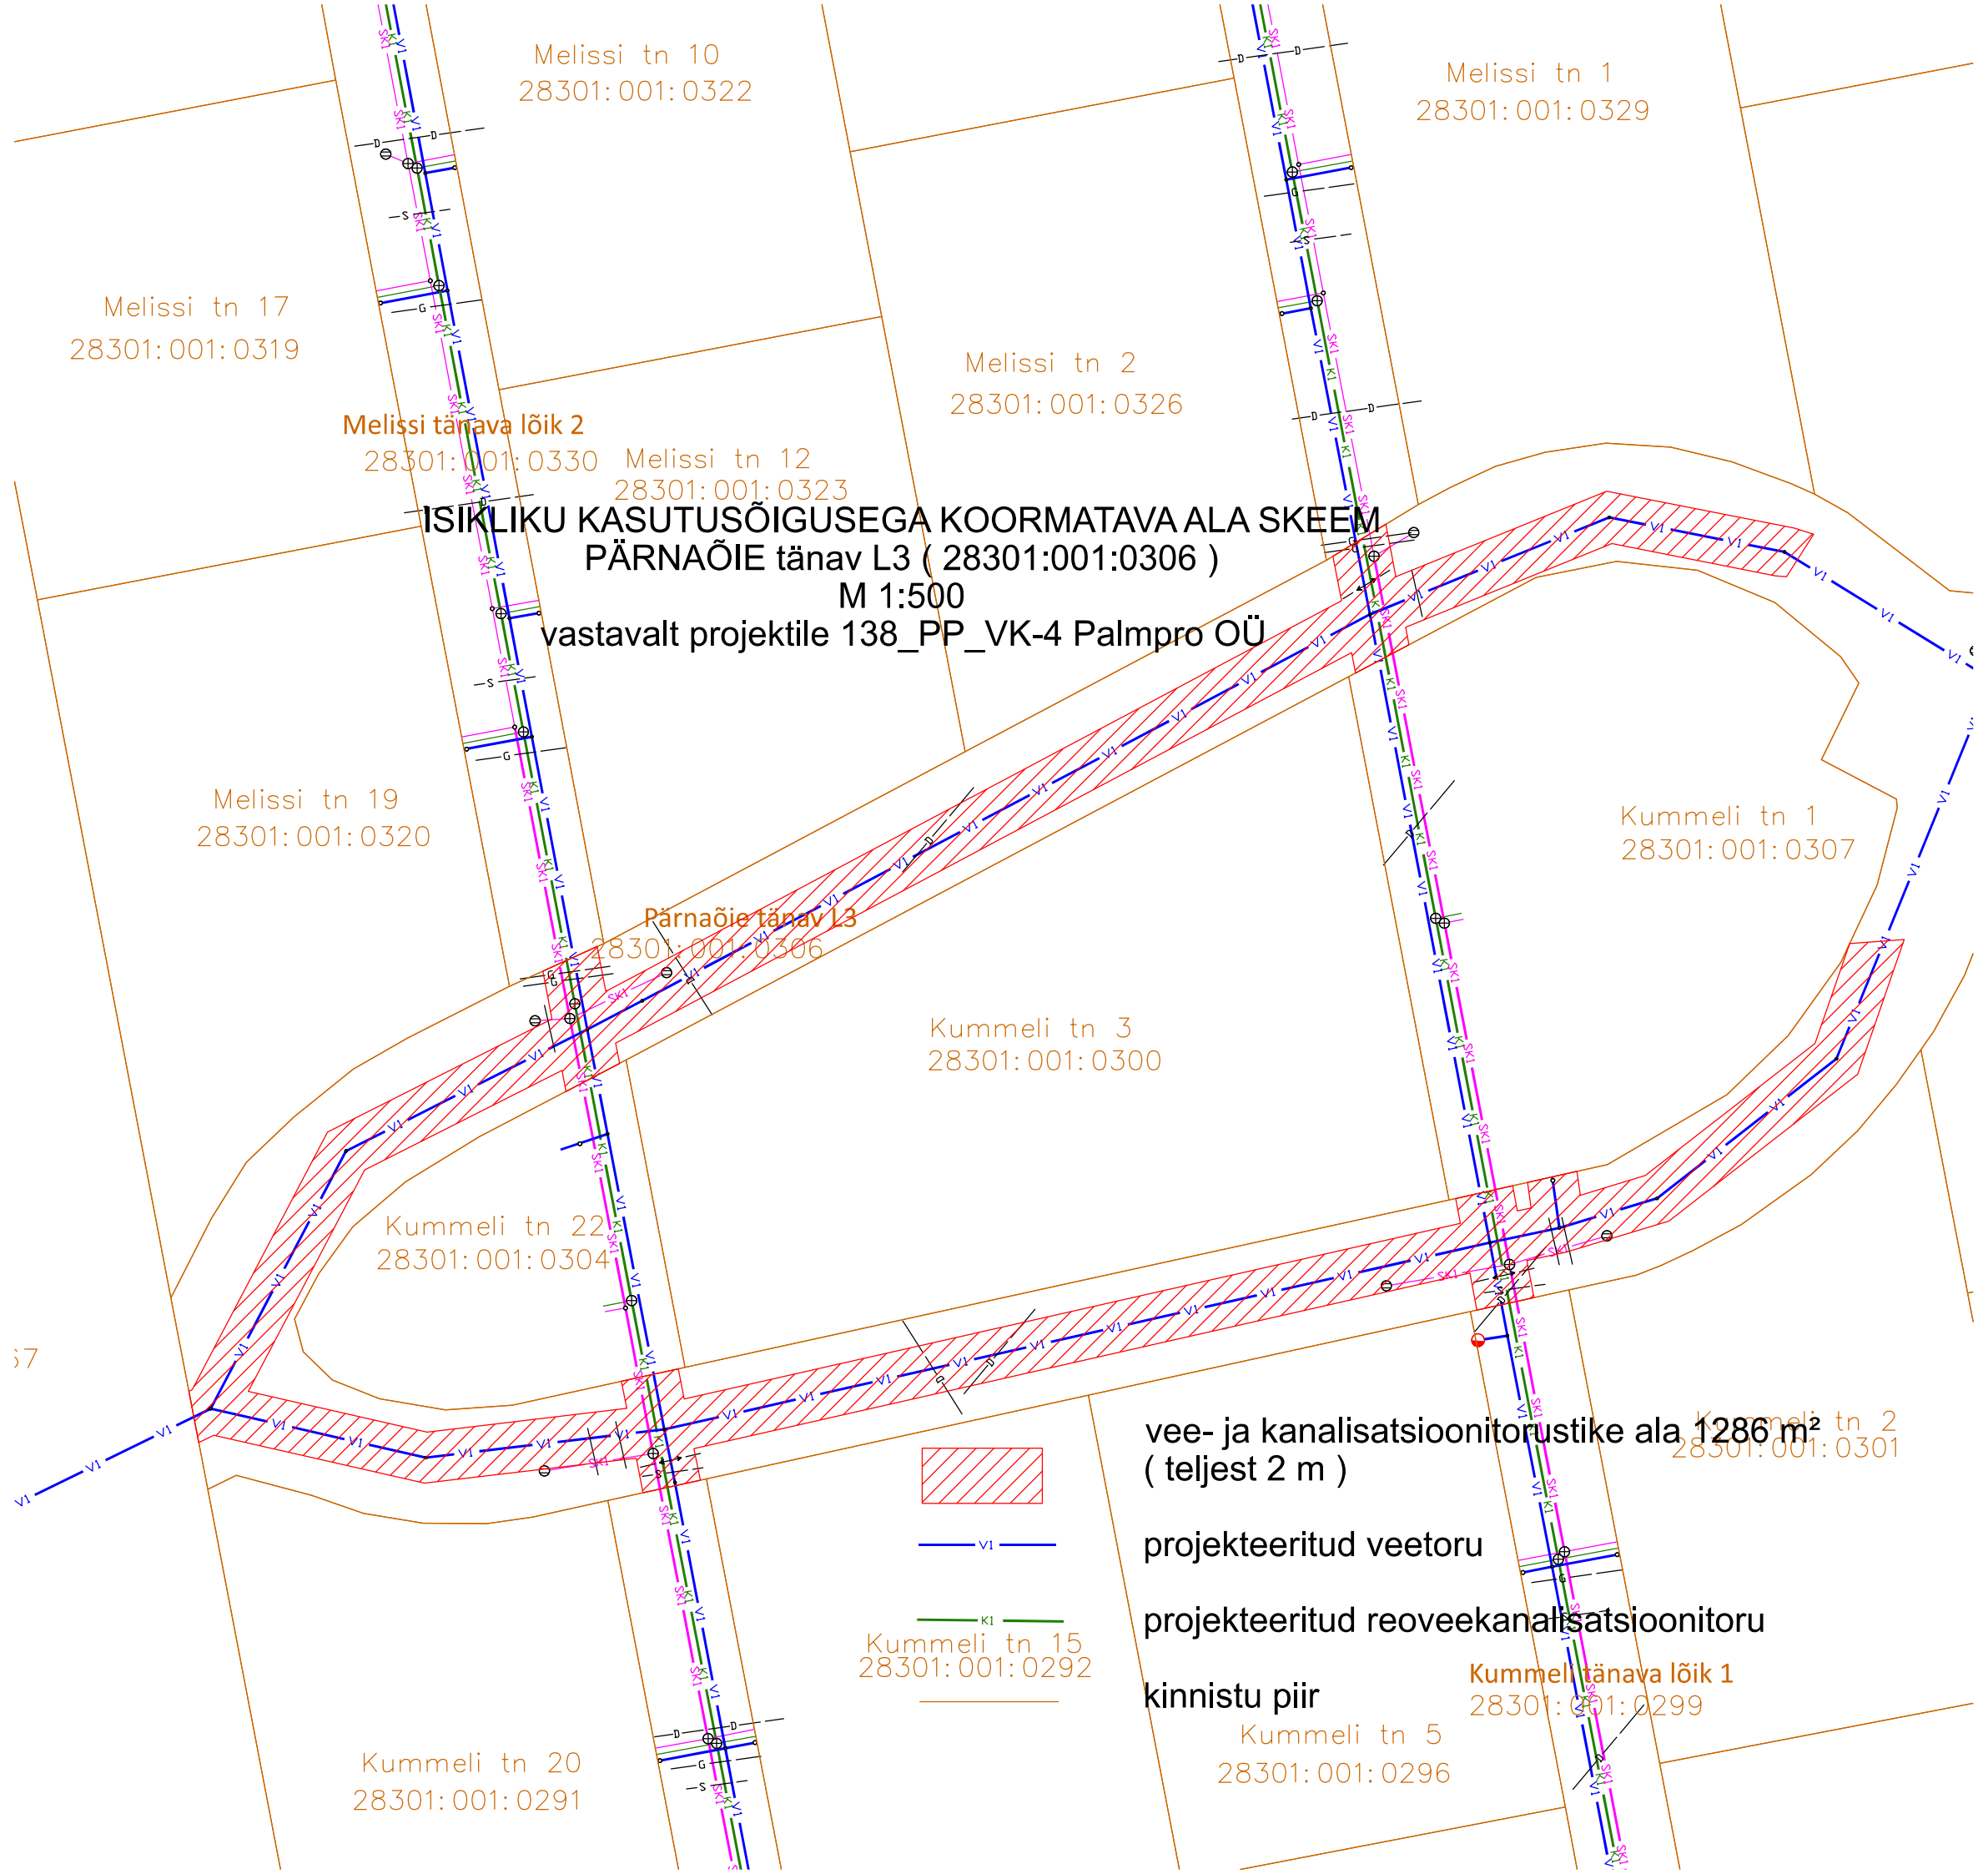 Melissi tn 10
28301:001:0322
Melissi tn 1
28301:001:0329
Melissi tn 17
28301:001:0319
Melissi tn 2
28301:001:0326
Melissi tänava lõik 2
28301:001:0330
Melissi tn 12
28301:001:0323
ISIKLIKU KASUTUSÕIGUSEGA KOORMATAVA ALA SKEEM
PÄRNAÕIE tänav L3 ( 28301:001:0306 )
M 1:500
vastavalt projektile 138_PP_VK-4 Palmpro OÜ
Melissi tn 19
28301:001:0320
Kummeli tn 1
28301:001:0307
Pärnaõie tänav L3
28301:001:0306
Kummeli tn 3
28301:001:0300
Kummeli tn 22
28301:001:0304
57
Kummeli tn 2
28301:001:0301
vee- ja kanalisatsioonitorustike ala 1286 m²
( teljest 2 m )
V1
projekteeritud veetoru
K1
projekteeritud reoveekanalisatsioonitoru
Kummeli tn 15
28301:001:0292
kinnistu piir
Kummeli tänava lõik 1
28301:001:0299
Kummeli tn 5
28301:001:0296
Kummeli tn 20
28301:001:0291